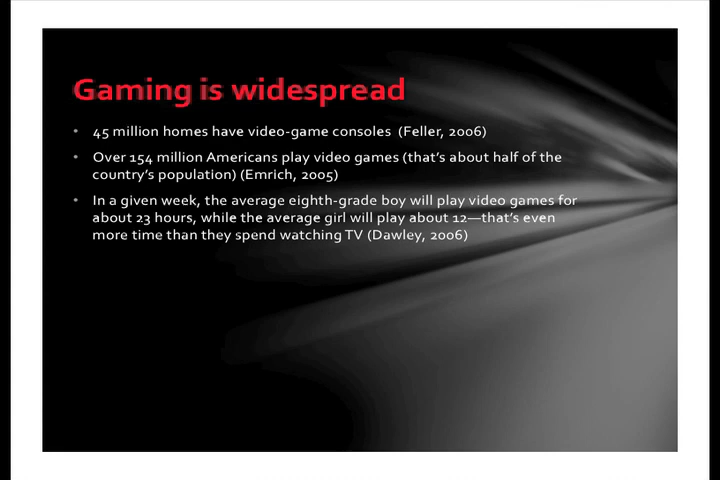 Gaming is widespread
• 45 million homes have video-game consoles (Feller, 2006)
• Over 154 million Americans play video games (that's about half of the
country's population) (Emrich, 2005)
• In a given week, the average eighth-grade boy will play video games for
about 23 hours, while the average girl will play about 12—that's even
more time than they spend watching TV (Dawley, 2006)